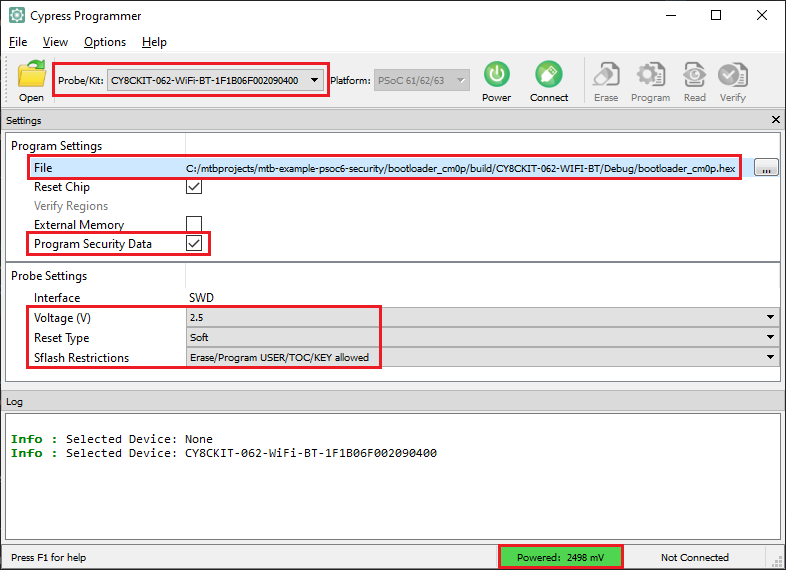 Cypress Programmer
File View Options Help
Open Probe/Kit: CY8CKIT-062-WiFi-BT-1F1B06F002090400 Platform: PSoC 61/62/63 Power Connect Erase Program Read Verify
Settings
Program Settings
File C:/mtbprojects/mtb-example-psoc6-security/bootloader_cm0p/build/CY8CKIT-062-WIFI-BT/Debug/bootloader_cm0p.hex ...
Reset Chip
Verify Regions
External Memory
Program Security Data
Probe Settings
Interface SWD
Voltage (V) 2.5
Reset Type Soft
Sflash Restrictions Erase/Program USER/TOC/KEY allowed
Log
Info : Selected Device: None
Info : Selected Device: CY8CKIT-062-WiFi-BT-1F1B06F002090400
Press F1 for help Powered: 2498 mV Not Connected